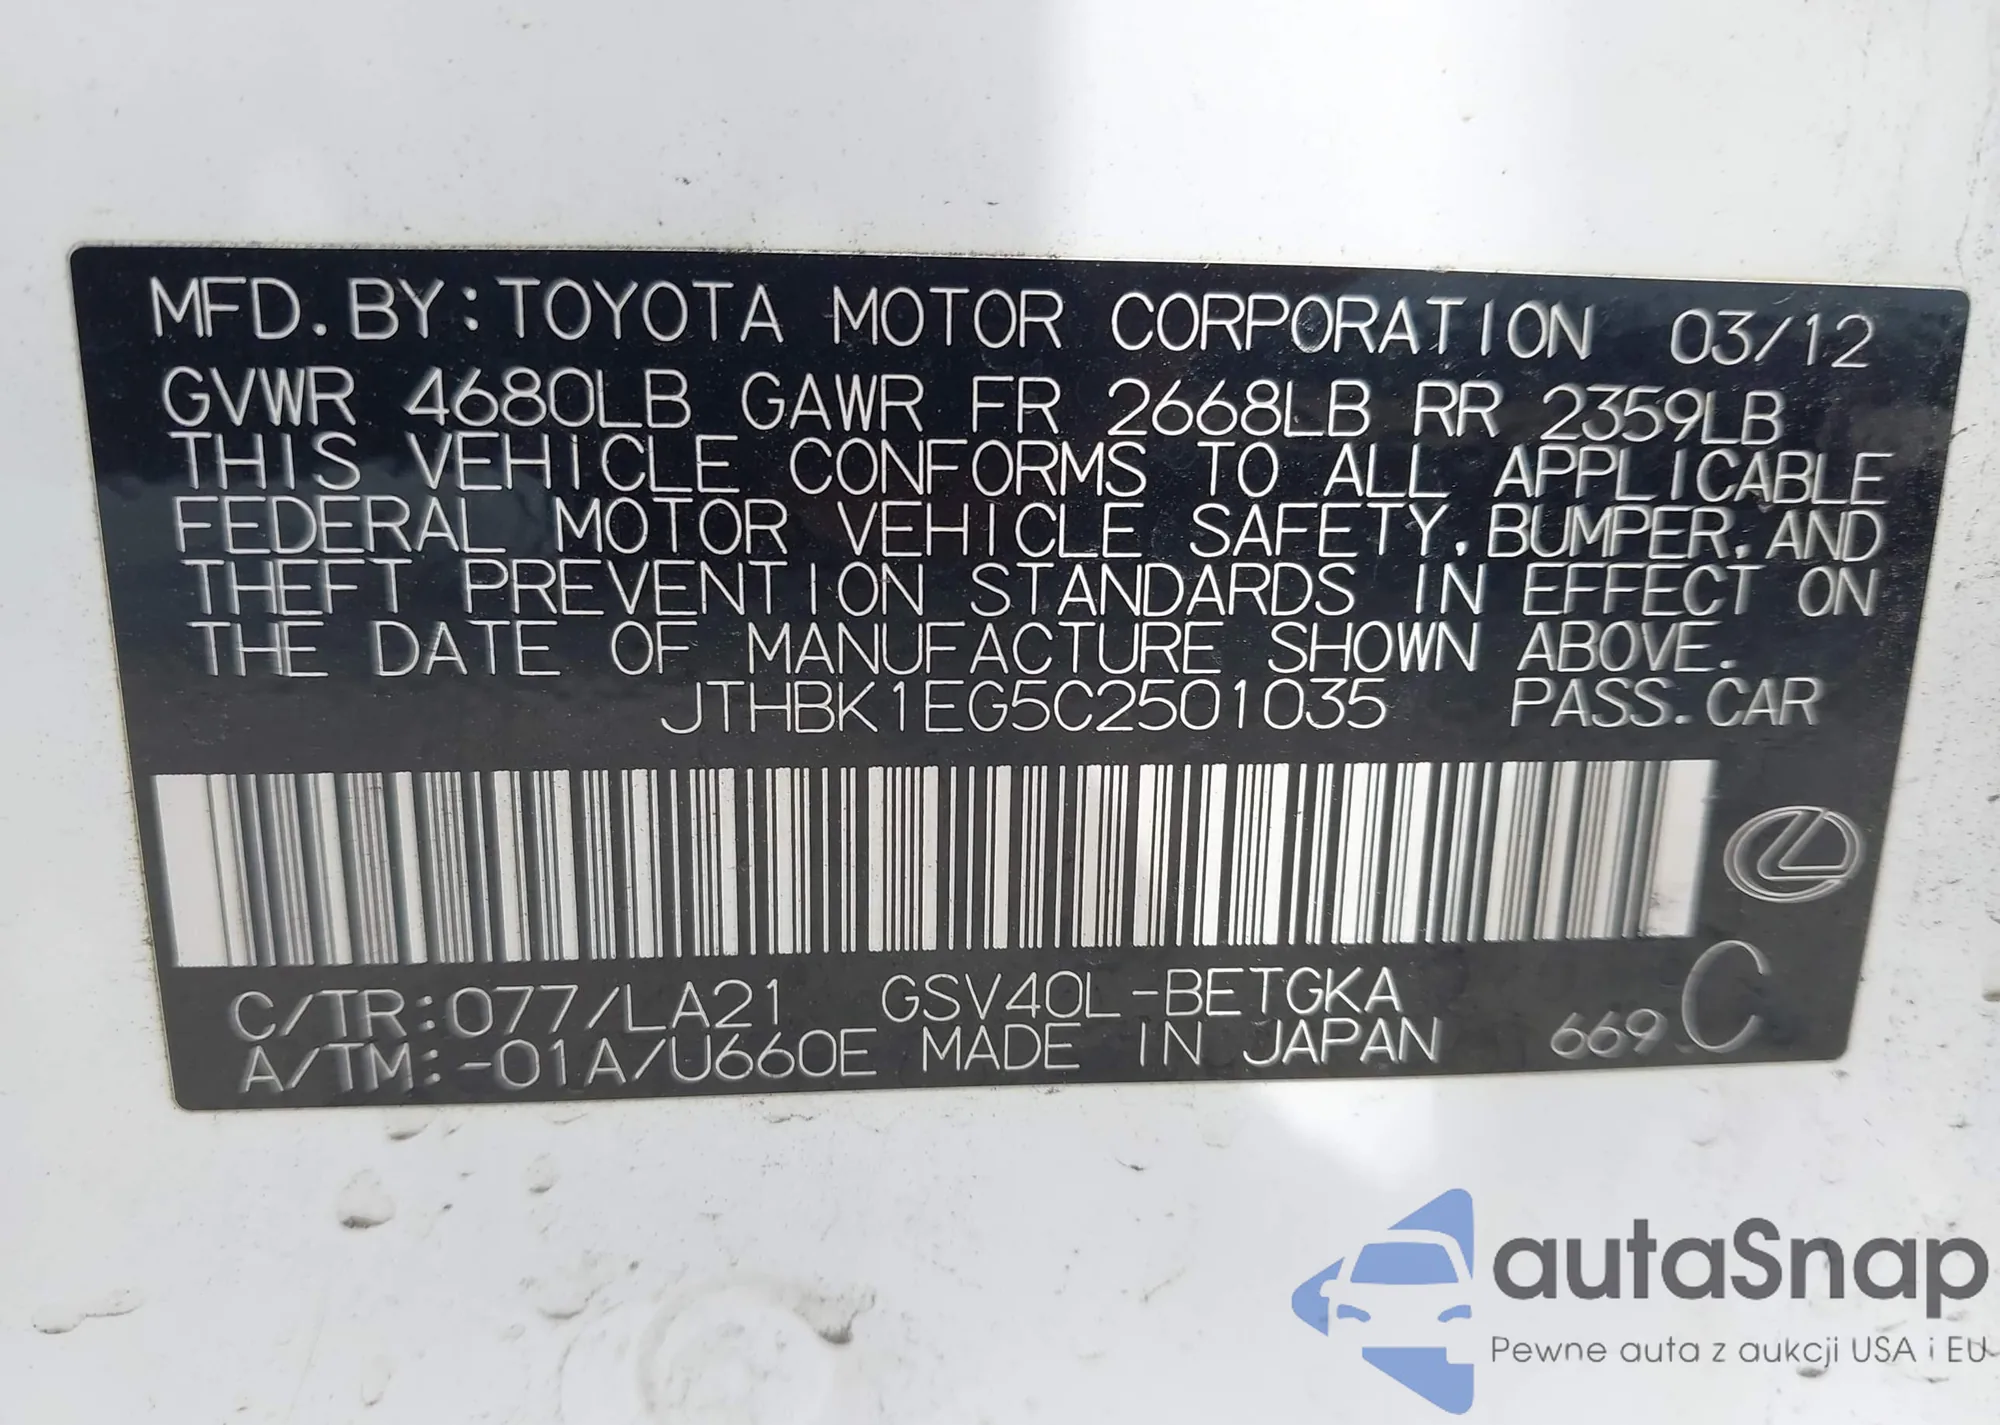 MFD. BY: TOYOTA MOTOR CORPORATION 03/12
GVWR 4680LB GAWR FR 2668LB RR 2359LB
THIS VEHICLE CONFORMS TO ALL APPLICABLE
FEDERAL MOTOR VEHICLE SAFETY, BUMPER, AND
THEFT PREVENTION STANDARDS IN EFFECT ON
THE DATE OF MANUFACTURE SHOWN ABOVE.
JTHBK1EG5C2501035 PASS. CAR
C/TR:077/LA21 GSV40L-BETGKA
A/TM:-01A/U660E MADE IN JAPAN 669 C
autaSnap
Pewne auta z aukcji USA i EU